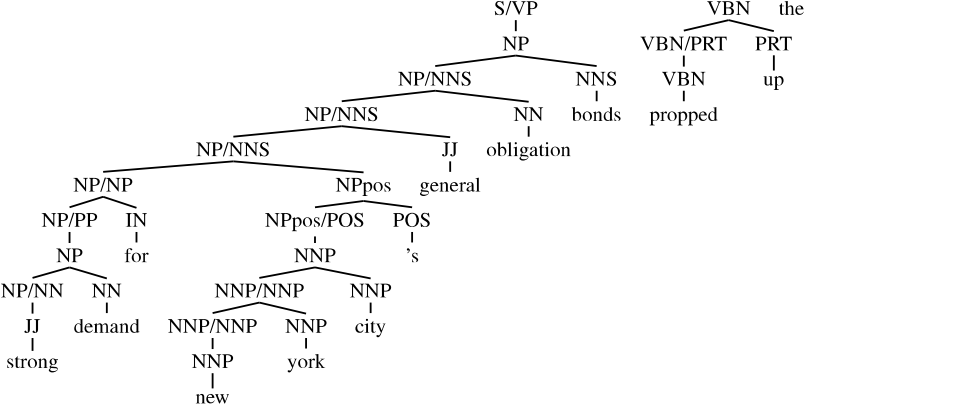 S/VP VBN the
NP VBN/PRT PRT
NP/NNS NNS VBN up
NP/NNS NN bonds propped
NP/NNS JJ obligation
NP/NP NPpos general
NP/PP IN NPpos/POS POS
NP for NNP 's
NP/NN NN NNP/NNP NNP
JJ demand NNP/NNP NNP city
strong NNP york
new